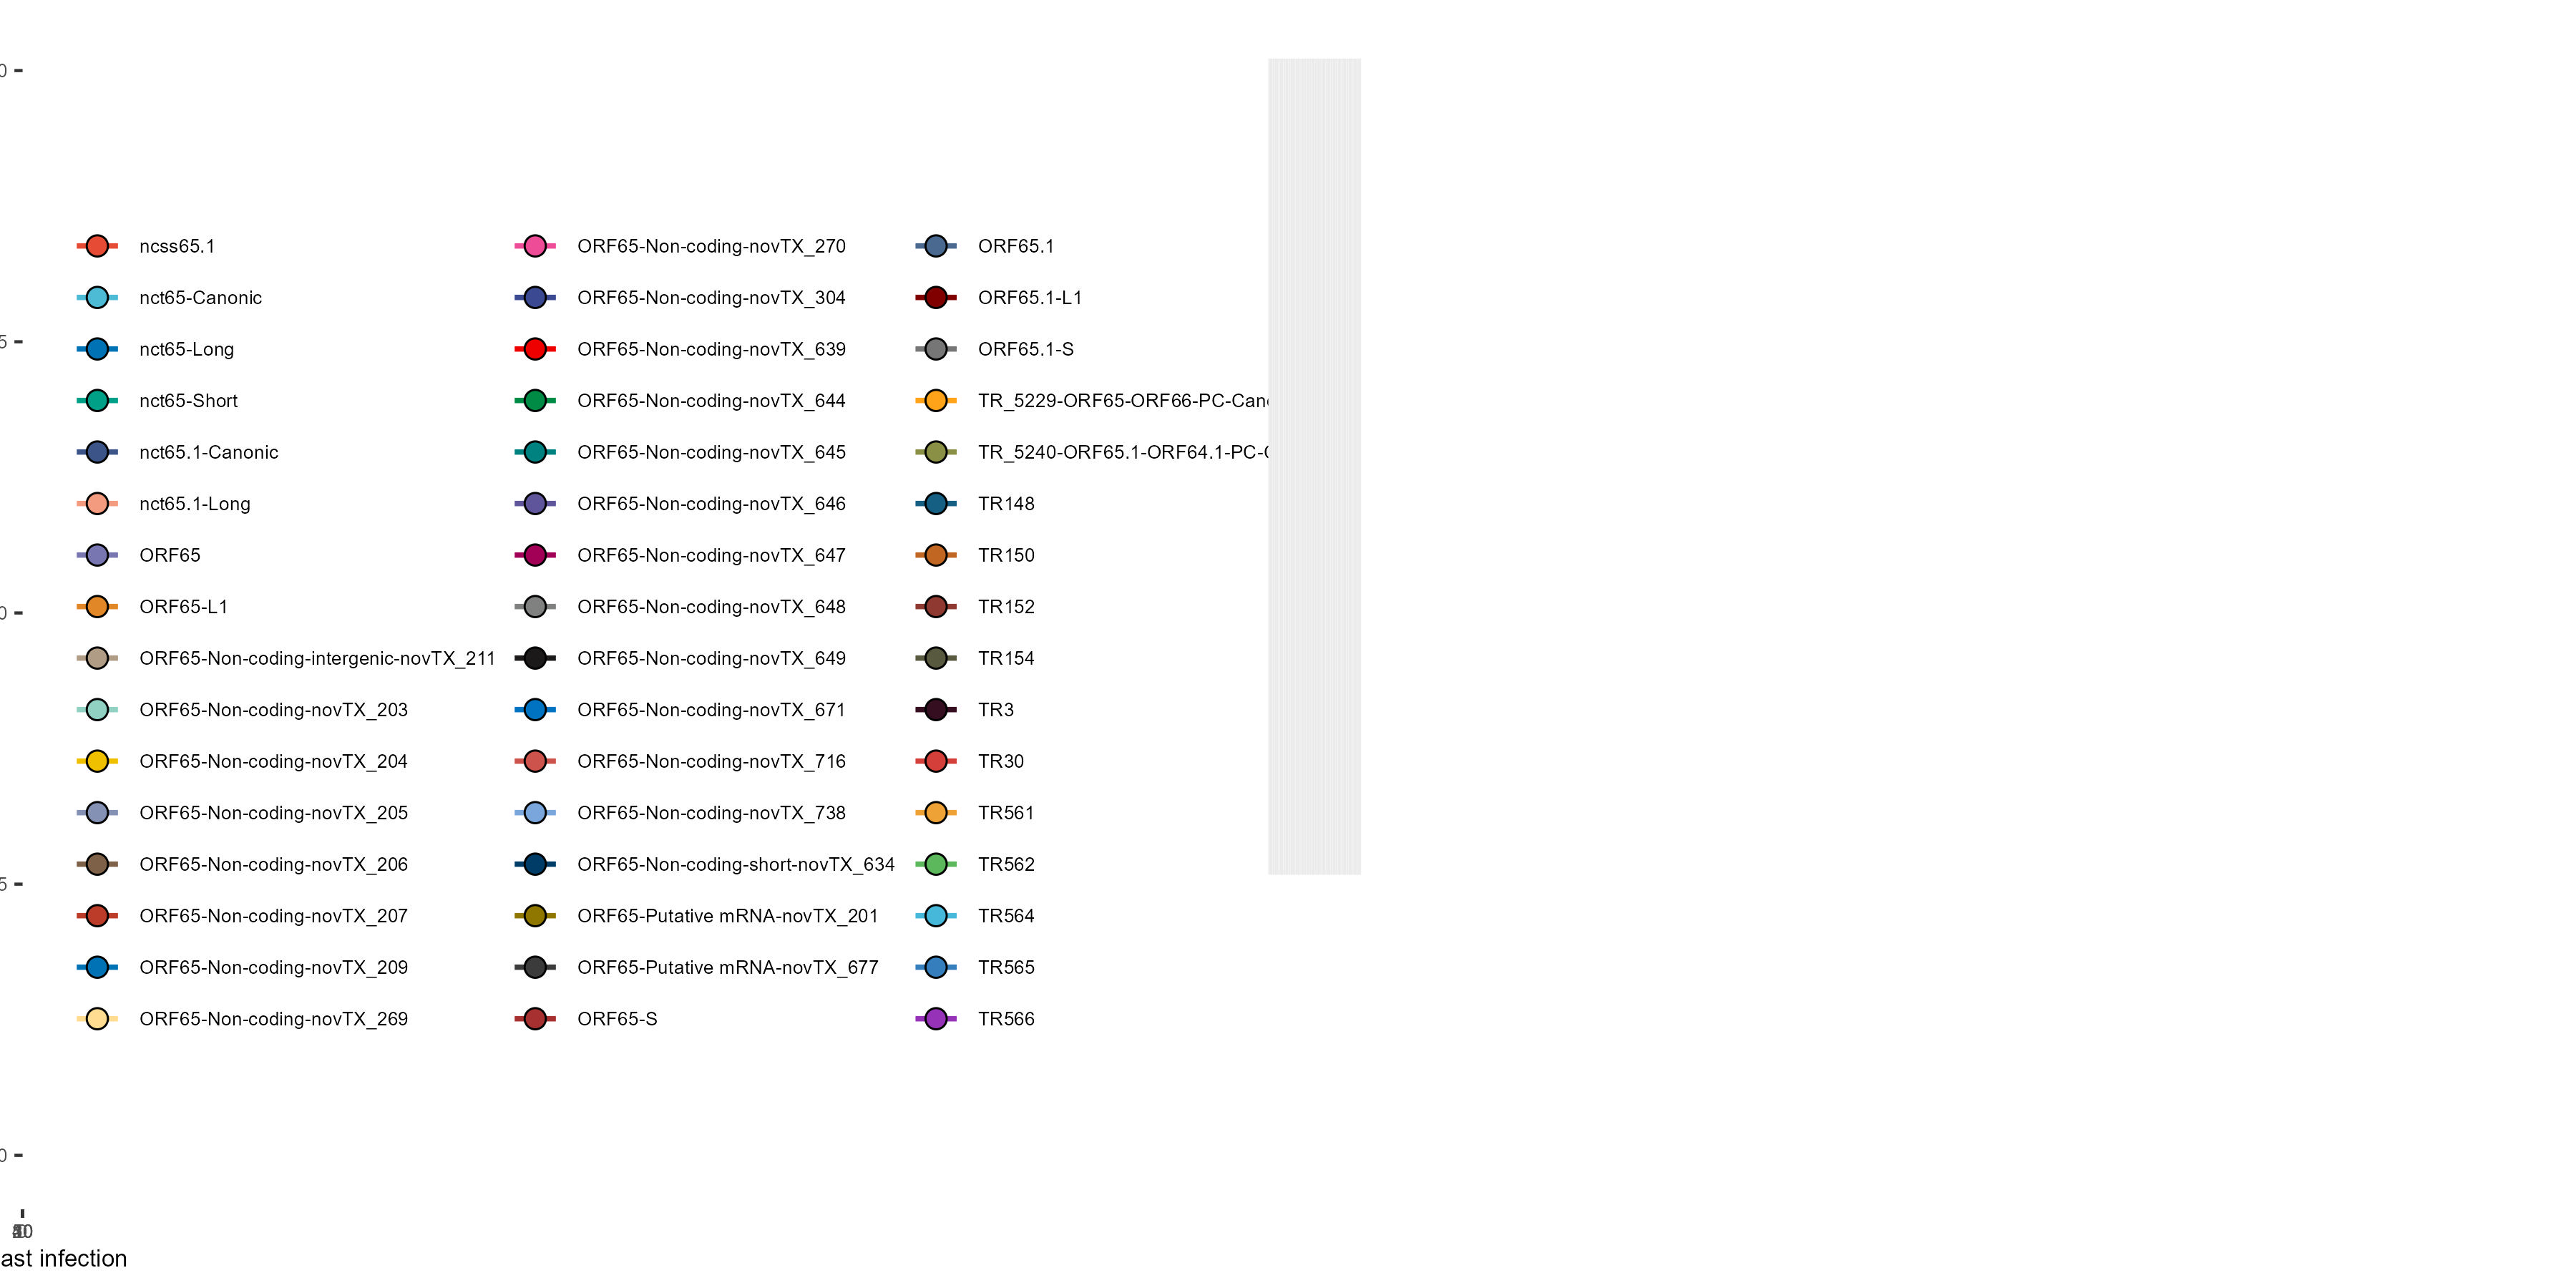 0
5
0
5
0
ncss65.1
nct65-Canonic
nct65-Long
nct65-Short
nct65.1-Canonic
nct65.1-Long
ORF65
ORF65-L1
ORF65-Non-coding-intergenic-novTX_211
ORF65-Non-coding-novTX_203
ORF65-Non-coding-novTX_204
ORF65-Non-coding-novTX_205
ORF65-Non-coding-novTX_206
ORF65-Non-coding-novTX_207
ORF65-Non-coding-novTX_209
ORF65-Non-coding-novTX_269
ORF65-Non-coding-novTX_270
ORF65-Non-coding-novTX_304
ORF65-Non-coding-novTX_639
ORF65-Non-coding-novTX_644
ORF65-Non-coding-novTX_645
ORF65-Non-coding-novTX_646
ORF65-Non-coding-novTX_647
ORF65-Non-coding-novTX_648
ORF65-Non-coding-novTX_649
ORF65-Non-coding-novTX_671
ORF65-Non-coding-novTX_716
ORF65-Non-coding-novTX_738
ORF65-Non-coding-short-novTX_634
ORF65-Putative mRNA-novTX_201
ORF65-Putative mRNA-novTX_677
ORF65-S
ORF65.1
ORF65.1-L1
ORF65.1-S
TR_5229-ORF65-ORF66-PC-Can
TR_5240-ORF65.1-ORF64.1-PC-
TR148
TR150
TR152
TR154
TR3
TR30
TR561
TR562
TR564
TR565
TR566
ast infection